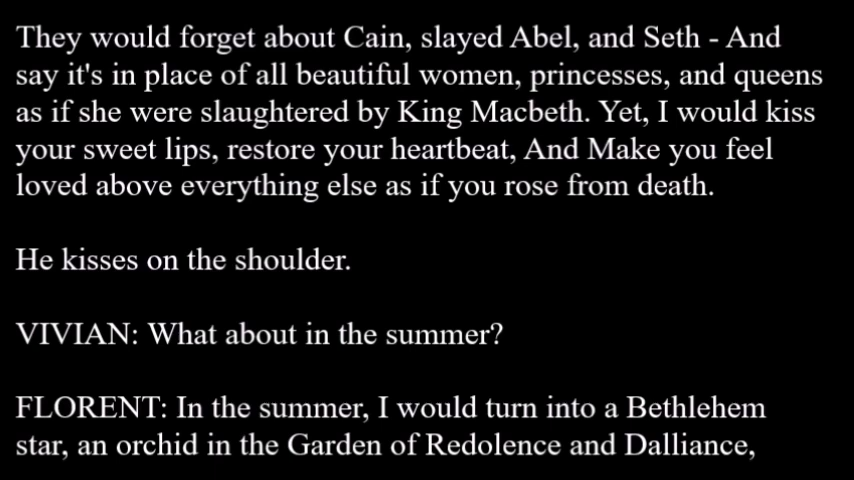 They would forget about Cain, slayed Abel, and Seth - And
say it's in place of all beautiful women, princesses, and queens
as if she were slaughtered by King Macbeth. Yet, I would kiss
your sweet lips, restore your heartbeat, And Make you feel
loved above everything else as if you rose from death.
He kisses on the shoulder.
VIVIAN: What about in the summer?
FLORENT: In the summer, I would turn into a Bethlehem
star, an orchid in the Garden of Redolence and Dalliance,